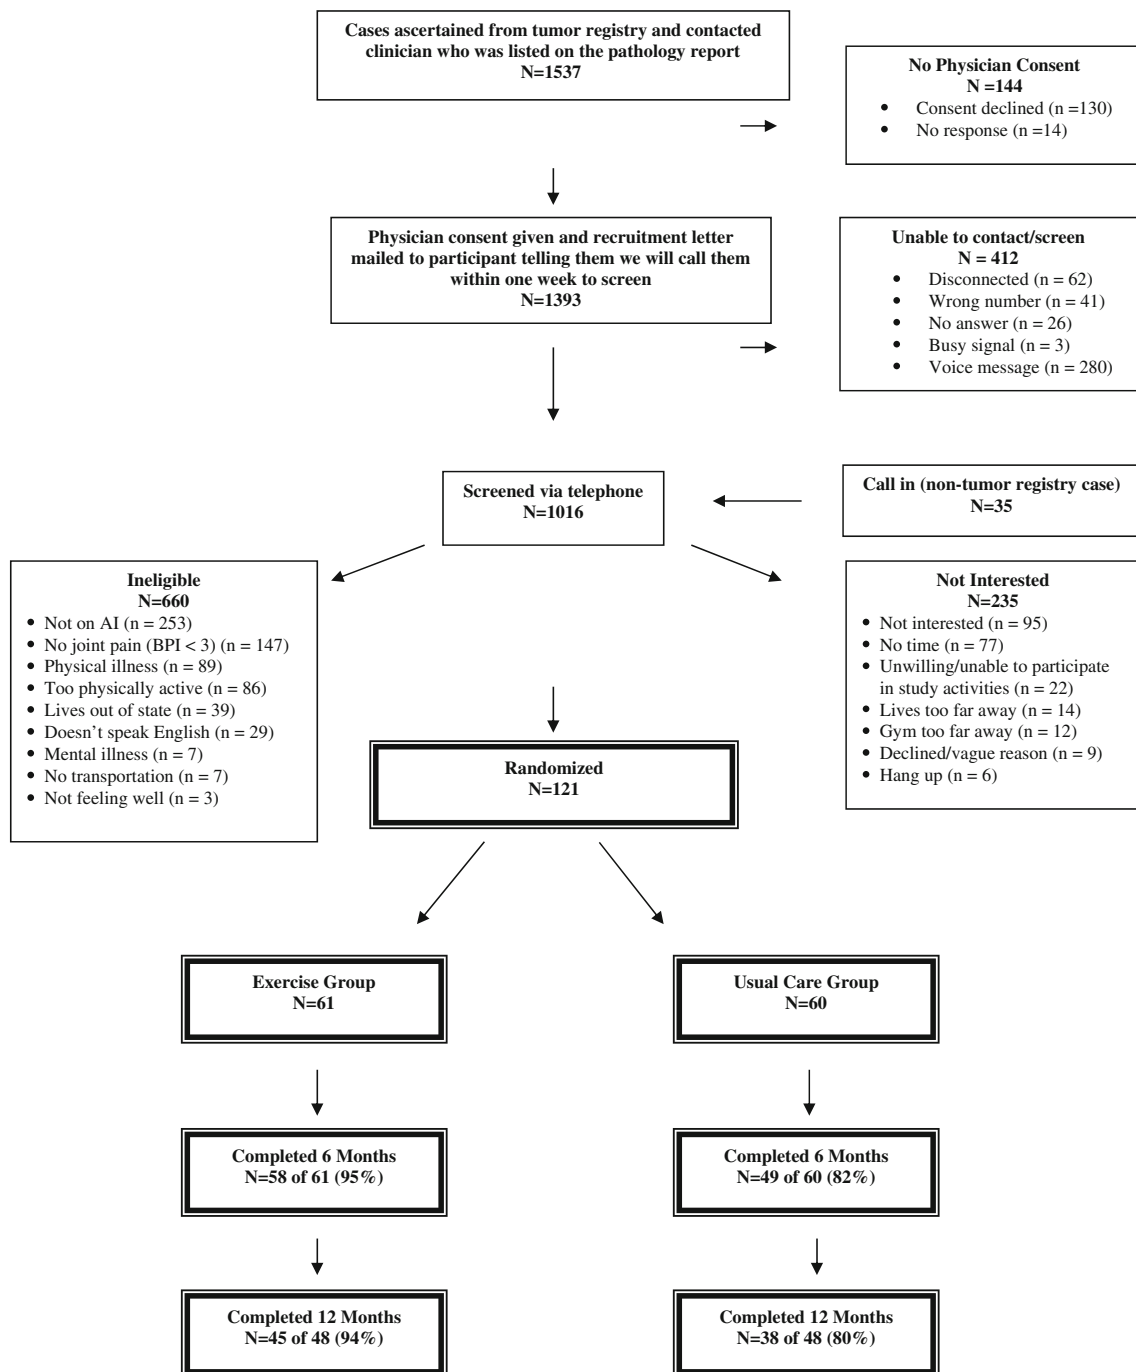 Cases ascertained from tumor registry and contacted
clinician who was listed on the pathology report
N=1537
No Physician Consent
N =144
• Consent declined (n =130)
• No response (n =14)
Physician consent given and recruitment letter
mailed to participant telling them we will call them
within one week to screen
N=1393
Unable to contact/screen
N = 412
• Disconnected (n = 62)
• Wrong number (n = 41)
• No answer (n = 26)
• Busy signal (n = 3)
• Voice message (n = 280)
Screened via telephone
N=1016
Call in (non-tumor registry case)
N=35
Ineligible
N=660
• Not on AI (n = 253)
• No joint pain (BPI < 3) (n = 147)
• Physical illness (n = 89)
• Too physically active (n = 86)
• Lives out of state (n = 39)
• Doesn't speak English (n = 29)
• Mental illness (n = 7)
• No transportation (n = 7)
• Not feeling well (n = 3)
Not Interested
N=235
• Not interested (n = 95)
• No time (n = 77)
• Unwilling/unable to participate
in study activities (n = 22)
• Lives too far away (n = 14)
• Gym too far away (n = 12)
• Declined/vague reason (n = 9)
• Hang up (n = 6)
Randomized
N=121
Exercise Group
N=61
Usual Care Group
N=60
Completed 6 Months
N=58 of 61 (95%)
Completed 6 Months
N=49 of 60 (82%)
Completed 12 Months
N=45 of 48 (94%)
Completed 12 Months
N=38 of 48 (80%)